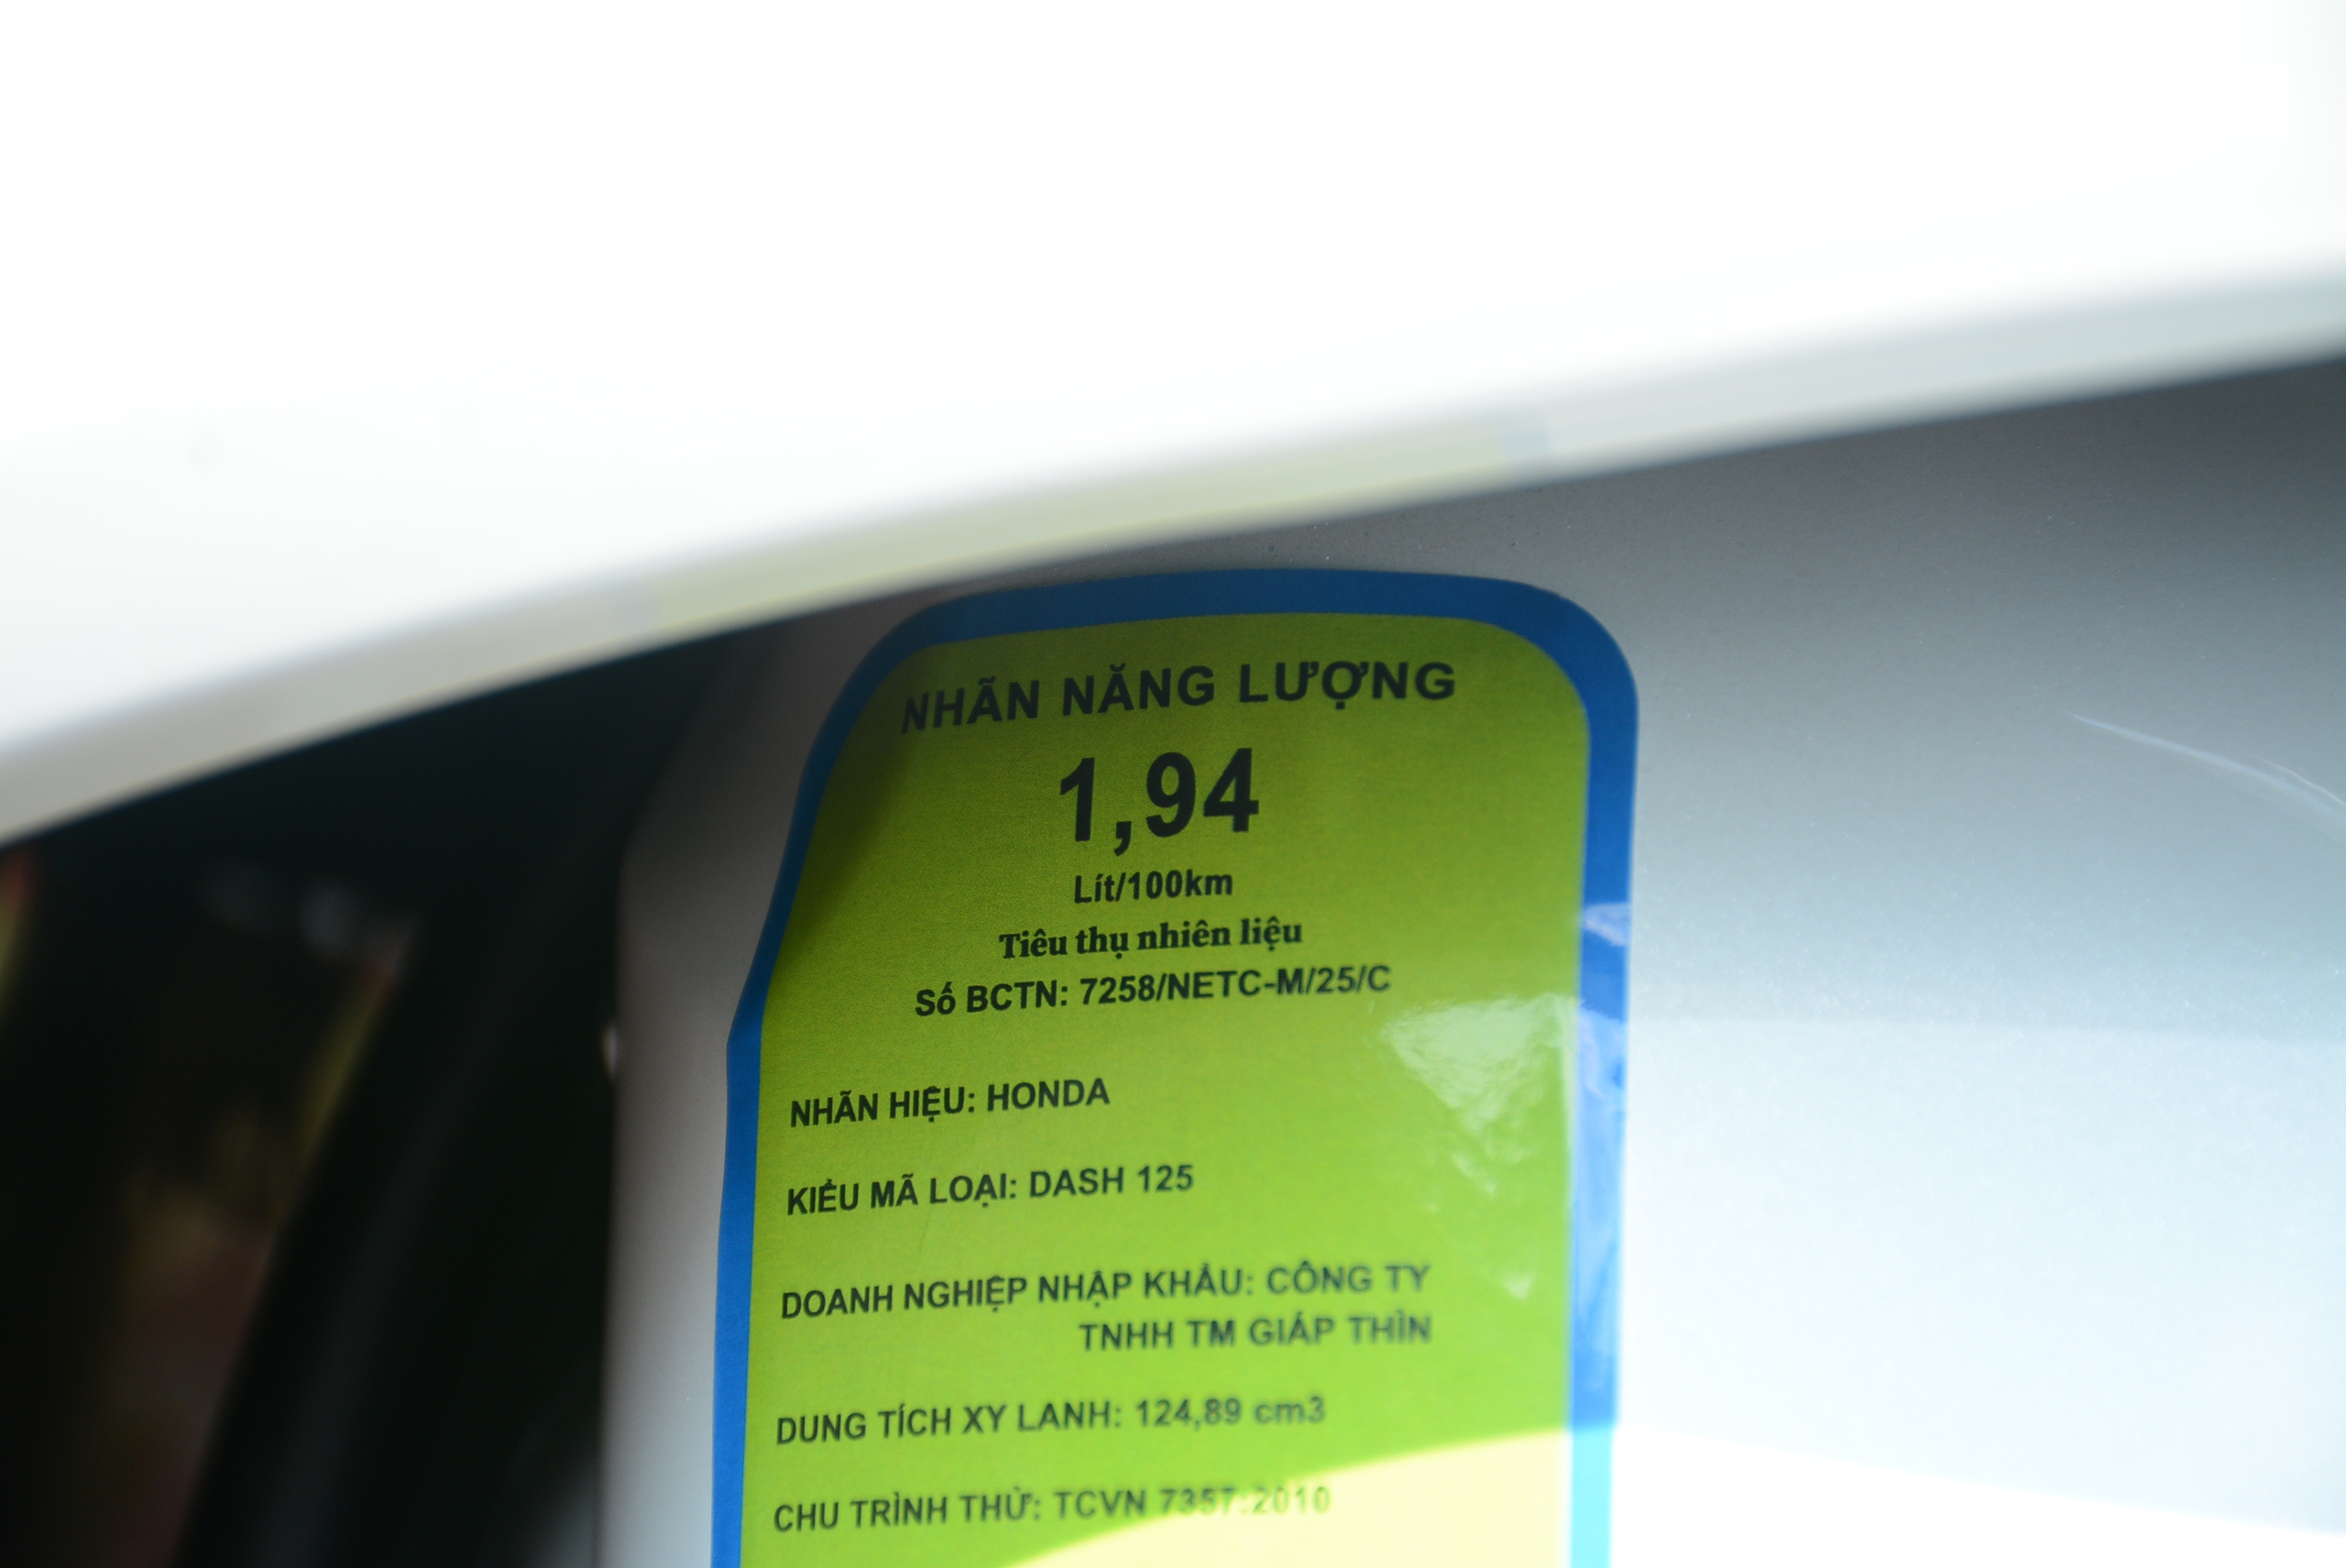 NHÃN NĂNG LƯỢNG
1,94
Lít/100km
Tiêu thụ nhiên liệu
Số BCTN: 7258/NETC-M/25/C
NHÃN HIỆU: HONDA
KIỂU MÃ LOẠI: DASH 125
DOANH NGHIỆP NHẬP KHẨU: CÔNG TY
TNHH TM GIÁP THÌN
DUNG TÍCH XY LANH: 124,89 cm3
CHU TRÌNH THỬ: TCVN 7357:2010